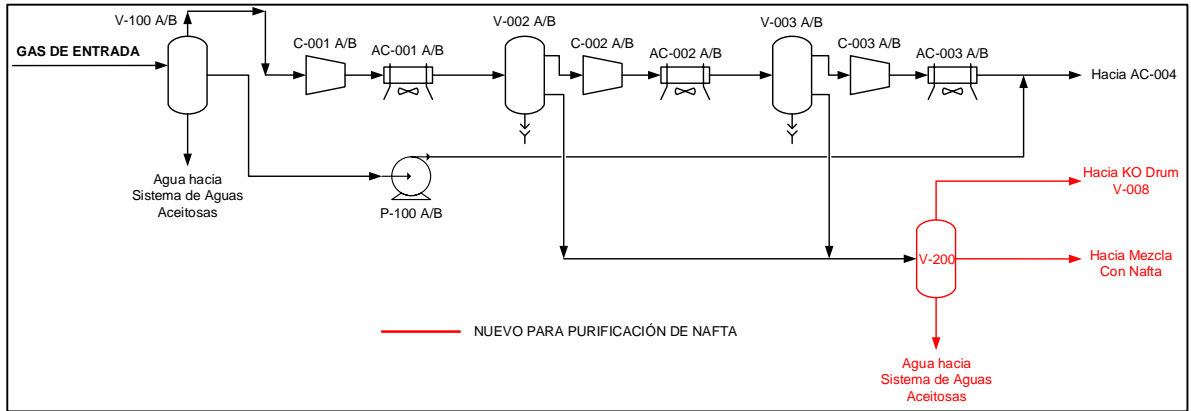 V-100 A/B
V-002 A/B
V-003 A/B
GAS DE ENTRADA
C-001 A/B
AC-001 A/B
C-002 A/B
AC-002 A/B
C-003 A/B
AC-003 A/B
Hacia AC-004
Agua hacia
Sistema de Aguas
Aceitosas
P-100 A/B
Hacia KO Drum
V-008
V-200
Hacia Mezcla
Con Nafta
NUEVO PARA PURIFICACIÓN DE NAFTA
Agua hacia
Sistema de Aguas
Aceitosas